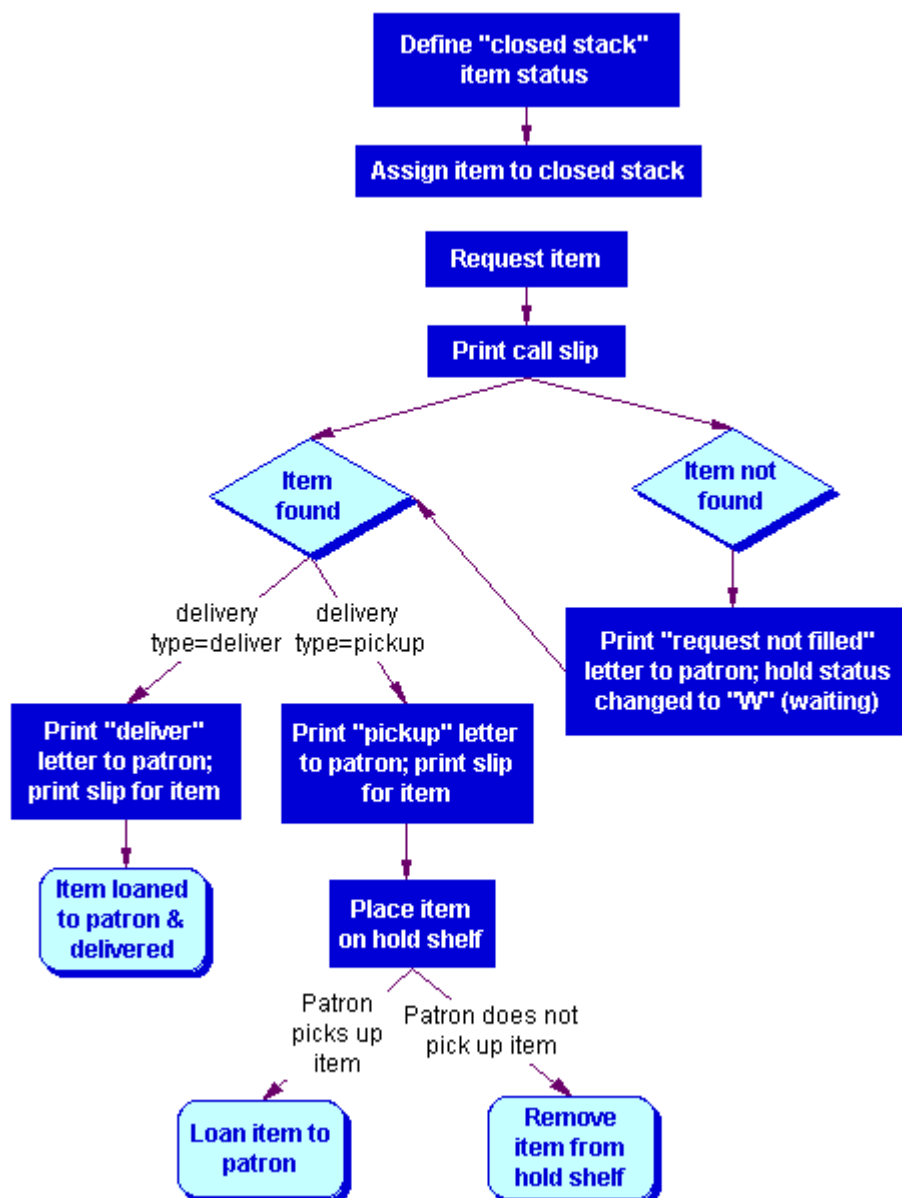 Define "closed stack"
item status
Assign item to closed stack
Request item
Print call slip
Item
found
Item not
found
delivery
type=deliver
delivery
type=pickup
Print "request not filled"
letter to patron; hold status
changed to "W" (waiting)
Print "deliver"
letter to patron;
print slip for item
Print "pickup" letter
to patron; print slip
for item
Item loaned
to patron &
delivered
Place item
on hold shelf
Patron
picks up
item
Patron does not
pick up item
Loan item to
patron
Remove
item from
hold shelf